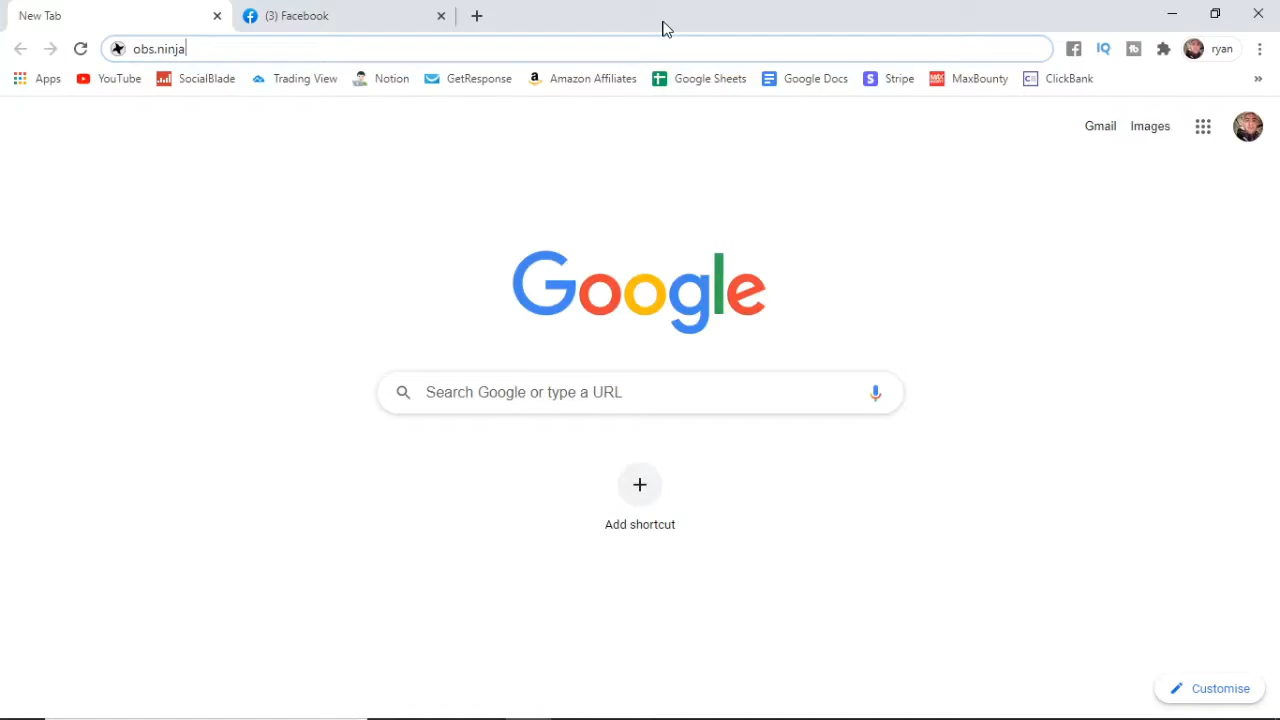 New Tab
(3) Facebook
obs.ninja
IQ
ryan
Apps
YouTube
SocialBlade
Trading View
Notion
GetResponse
Amazon Affiliates
Google Sheets
Google Docs
Stripe
MaxBounty
ClickBank
Gmail
Images
Google
Search Google or type a URL
Add shortcut
Customise